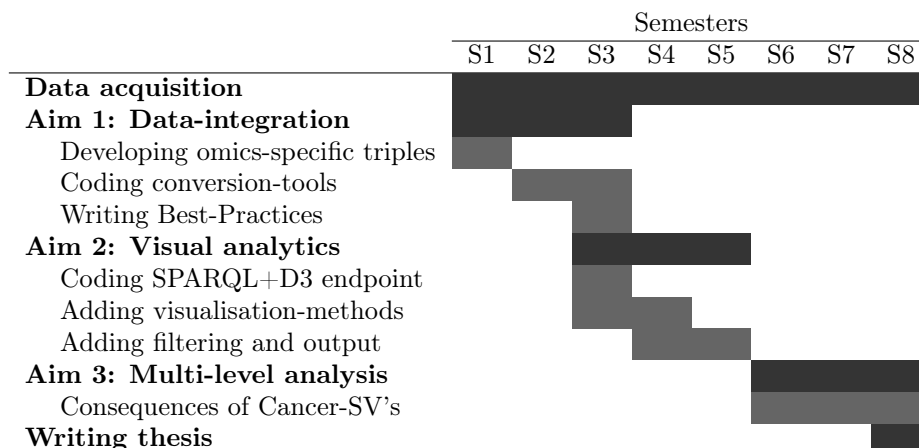 Semesters
S1 S2 S3 S4 S5 S6 S7 S8
Data acquisition
Aim 1: Data-integration
Developing omics-specific triples
Coding conversion-tools
Writing Best-Practices
Aim 2: Visual analytics
Coding SPARQL+D3 endpoint
Adding visualisation-methods
Adding filtering and output
Aim 3: Multi-level analysis
Consequences of Cancer-SV's
Writing thesis